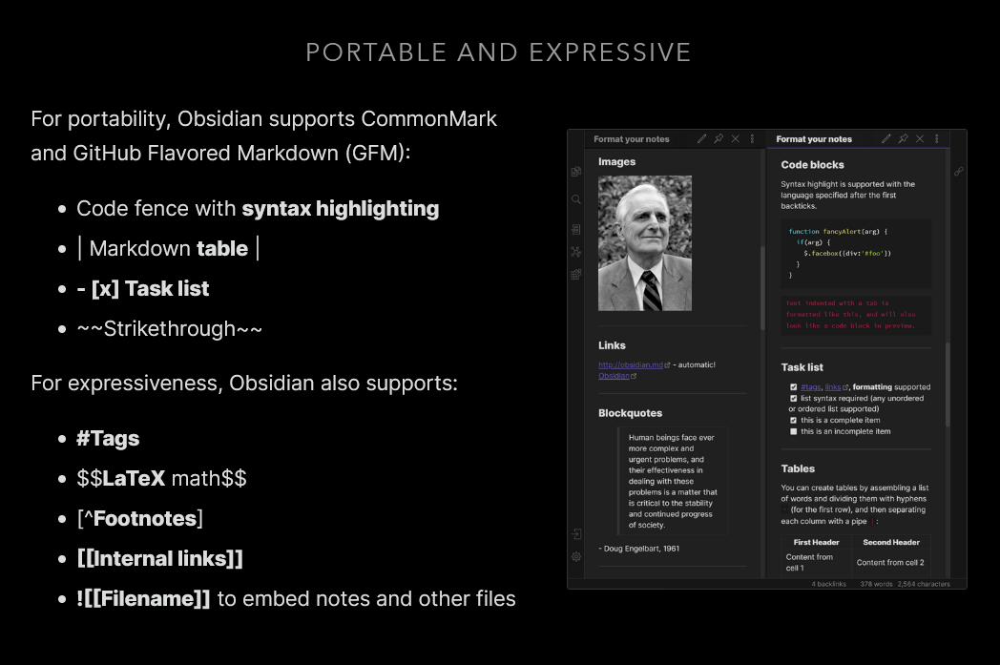 PORTABLE AND EXPRESSIVE
For portability, Obsidian supports CommonMark
and GitHub Flavored Markdown (GFM):
• Code fence with syntax highlighting
• | Markdown table |
• - [x] Task list
• ~~Strikethrough~~
For expressiveness, Obsidian also supports:
• #Tags
• $$LaTeX math$$
• [^Footnotes]
• [[Internal links]]
• ![[Filename]] to embed notes and other files
Format your notes
Images
Links
http://obsidian.md - automatic!
Obsidian
Blockquotes
Human beings face ever
more complex and
urgent problems, and
their effectiveness in
dealing with these
problems is a matter that
is critical to the stability
and continued progress
of society.
- Doug Engelbart, 1961
Format your notes
Code blocks
Syntax highlight is supported with the
language specified after the first
backticks.
function fancyAlert(arg) {
if(arg) {
$.facebox({div:'#foo'})
}
}
Text indented with a tab is
formatted like this, and will also
look like a code block in preview.
Task list
#tags, links, formatting supported
list syntax required (any unordered
or ordered list supported)
this is a complete item
this is an incomplete item
Tables
You can create tables by assembling a list
of words and dividing them with hyphens
- (for the first row), and then separating
each column with a pipe | :
First Header Second Header
Content from
cell 1
Content from cell 2
4 backlinks 378 words 2,564 characters